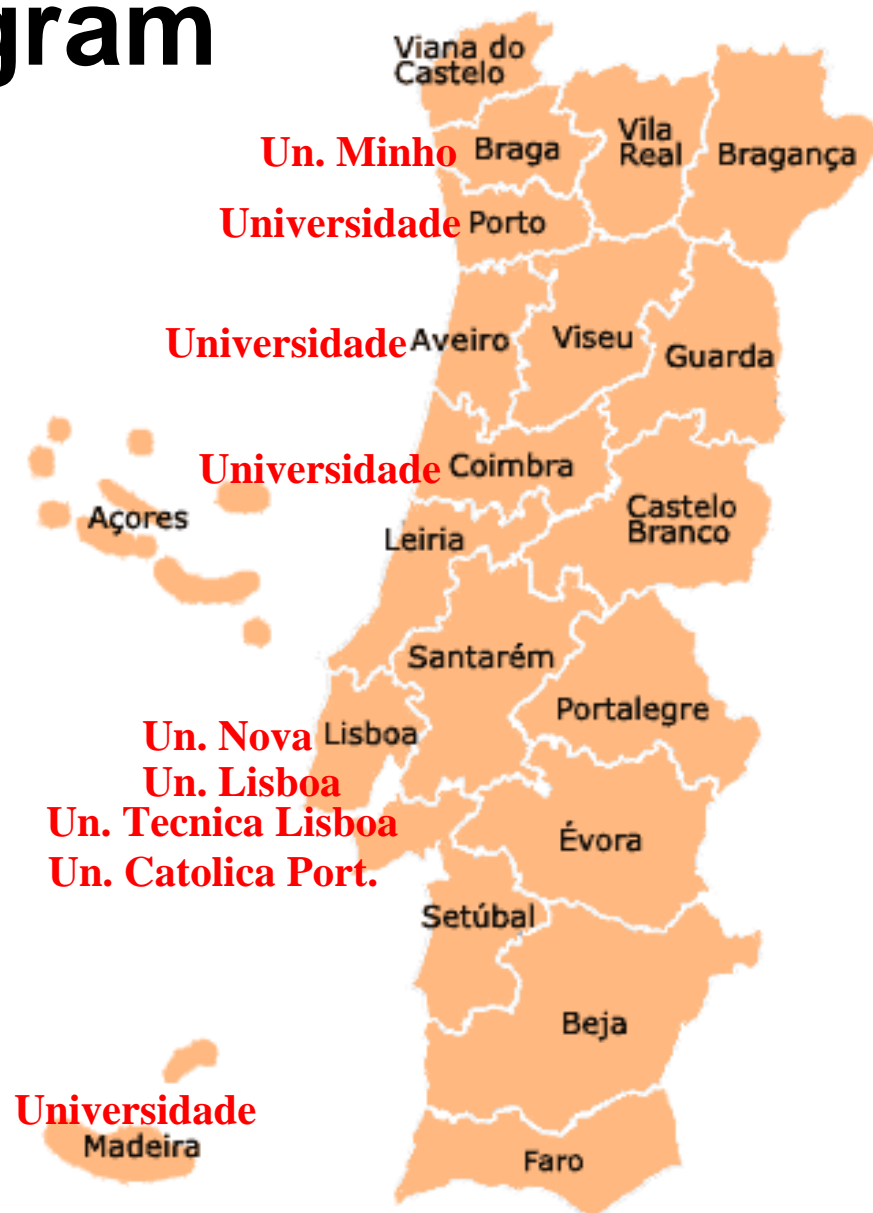 gram
Viana do
Castelo
Un. Minho Braga
Vila
Real
Bragança
Universidade Porto
Universidade Aveiro
Viseu
Guarda
Universidade Coimbra
Açores
Leiria
Castelo
Branco
Santarém
Portalegre
Un. Nova Lisboa
Un. Lisboa
Un. Tecnica Lisboa
Évora
Un. Catolica Port.
Setúbal
Beja
Universidade
Madeira
Faro